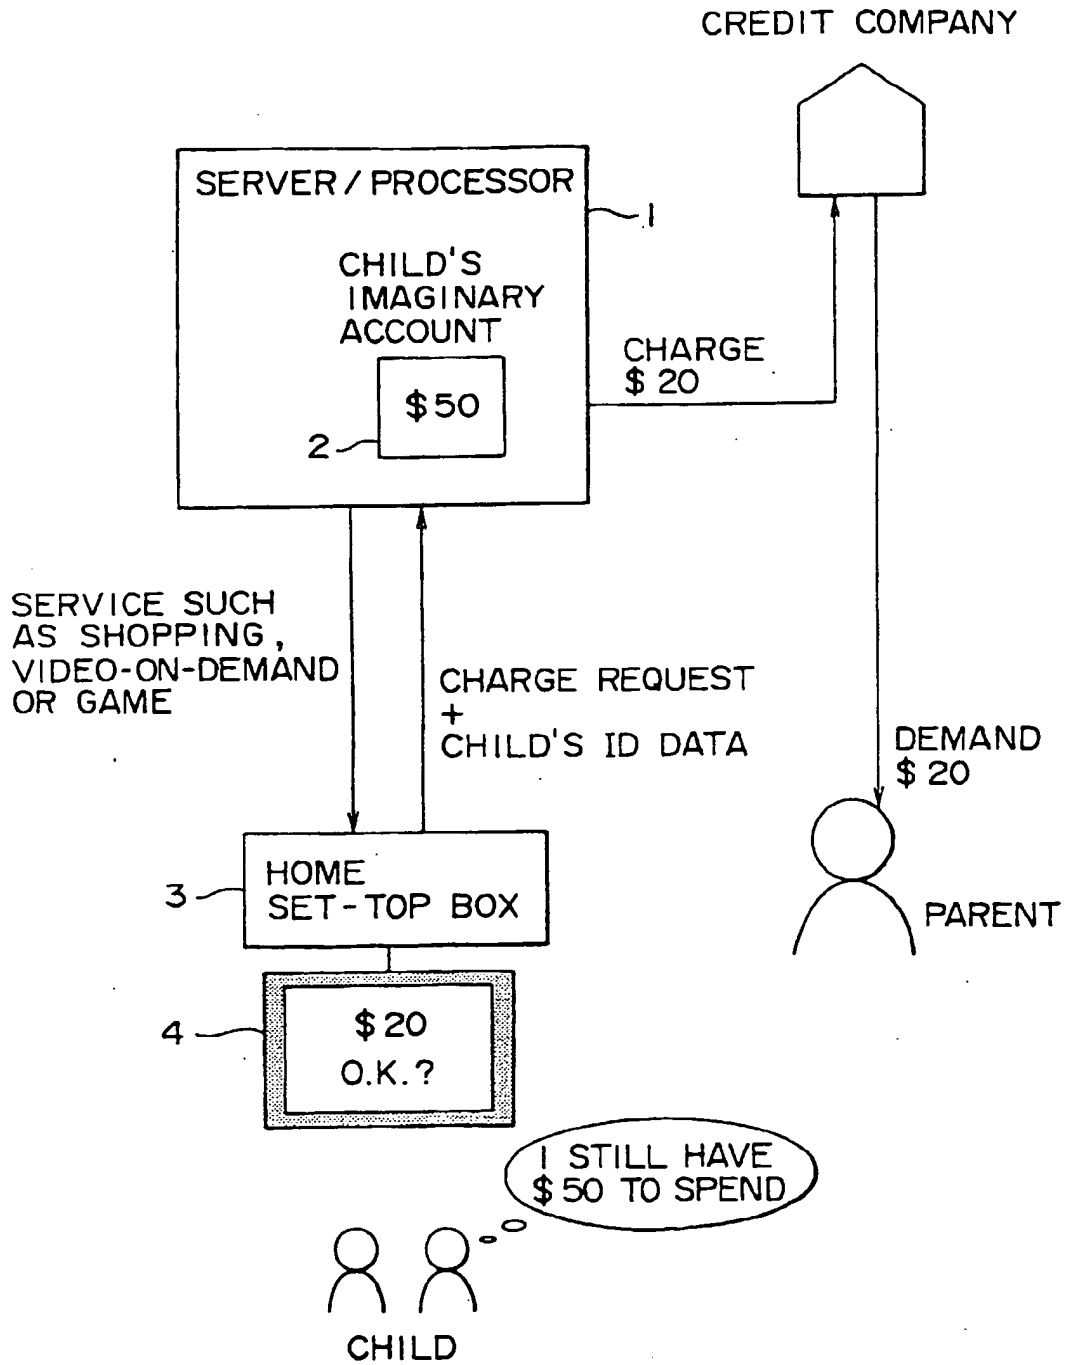 CREDIT COMPANY
SERVER / PROCESSOR
1
CHILD'S
IMAGINARY
ACCOUNT
$ 50
2
CHARGE
$ 20
SERVICE SUCH
AS SHOPPING,
VIDEO-ON-DEMAND
OR GAME
CHARGE REQUEST
+
CHILD'S ID DATA
DEMAND
$ 20
PARENT
3
HOME
SET-TOP BOX
4
$ 20
O.K. ?
I STILL HAVE
$ 50 TO SPEND
CHILD